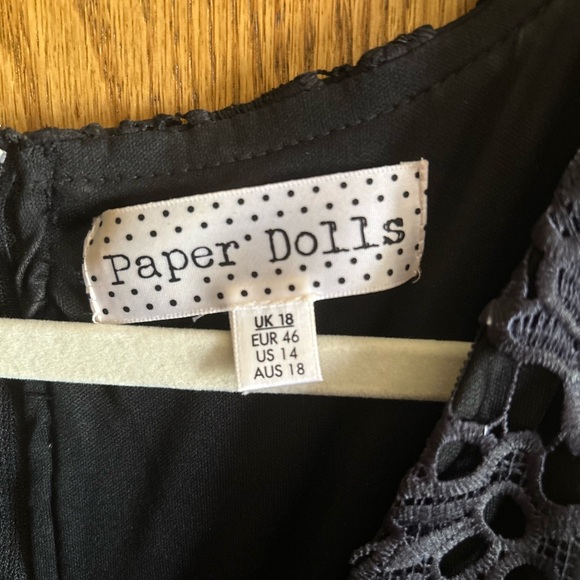 Paper Dolls
UK 18
EUR 46
US 14
AUS 18